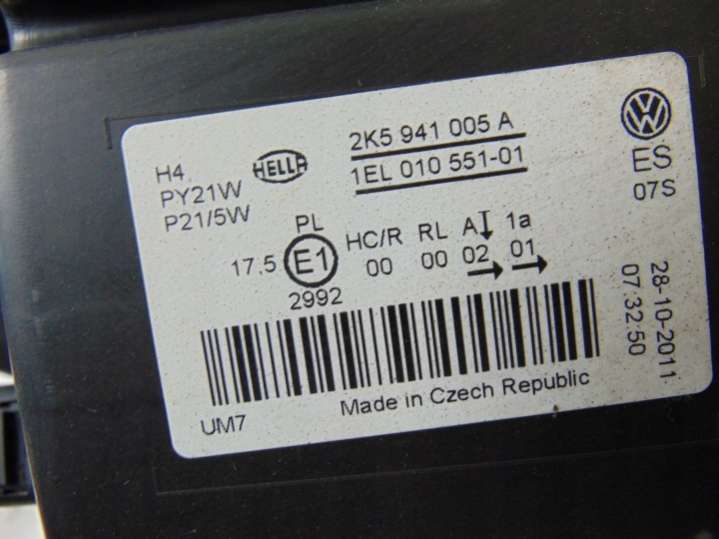 H4
PY21W
P21/5W
HELLA
2K5 941 005 A
1EL 010 551-01
VW
ES
07S
17.5
PL
E1
2992
HC/R RL A 1a
00 00 02 01
28-10-2011
07:32:50
UM7
Made in Czech Republic